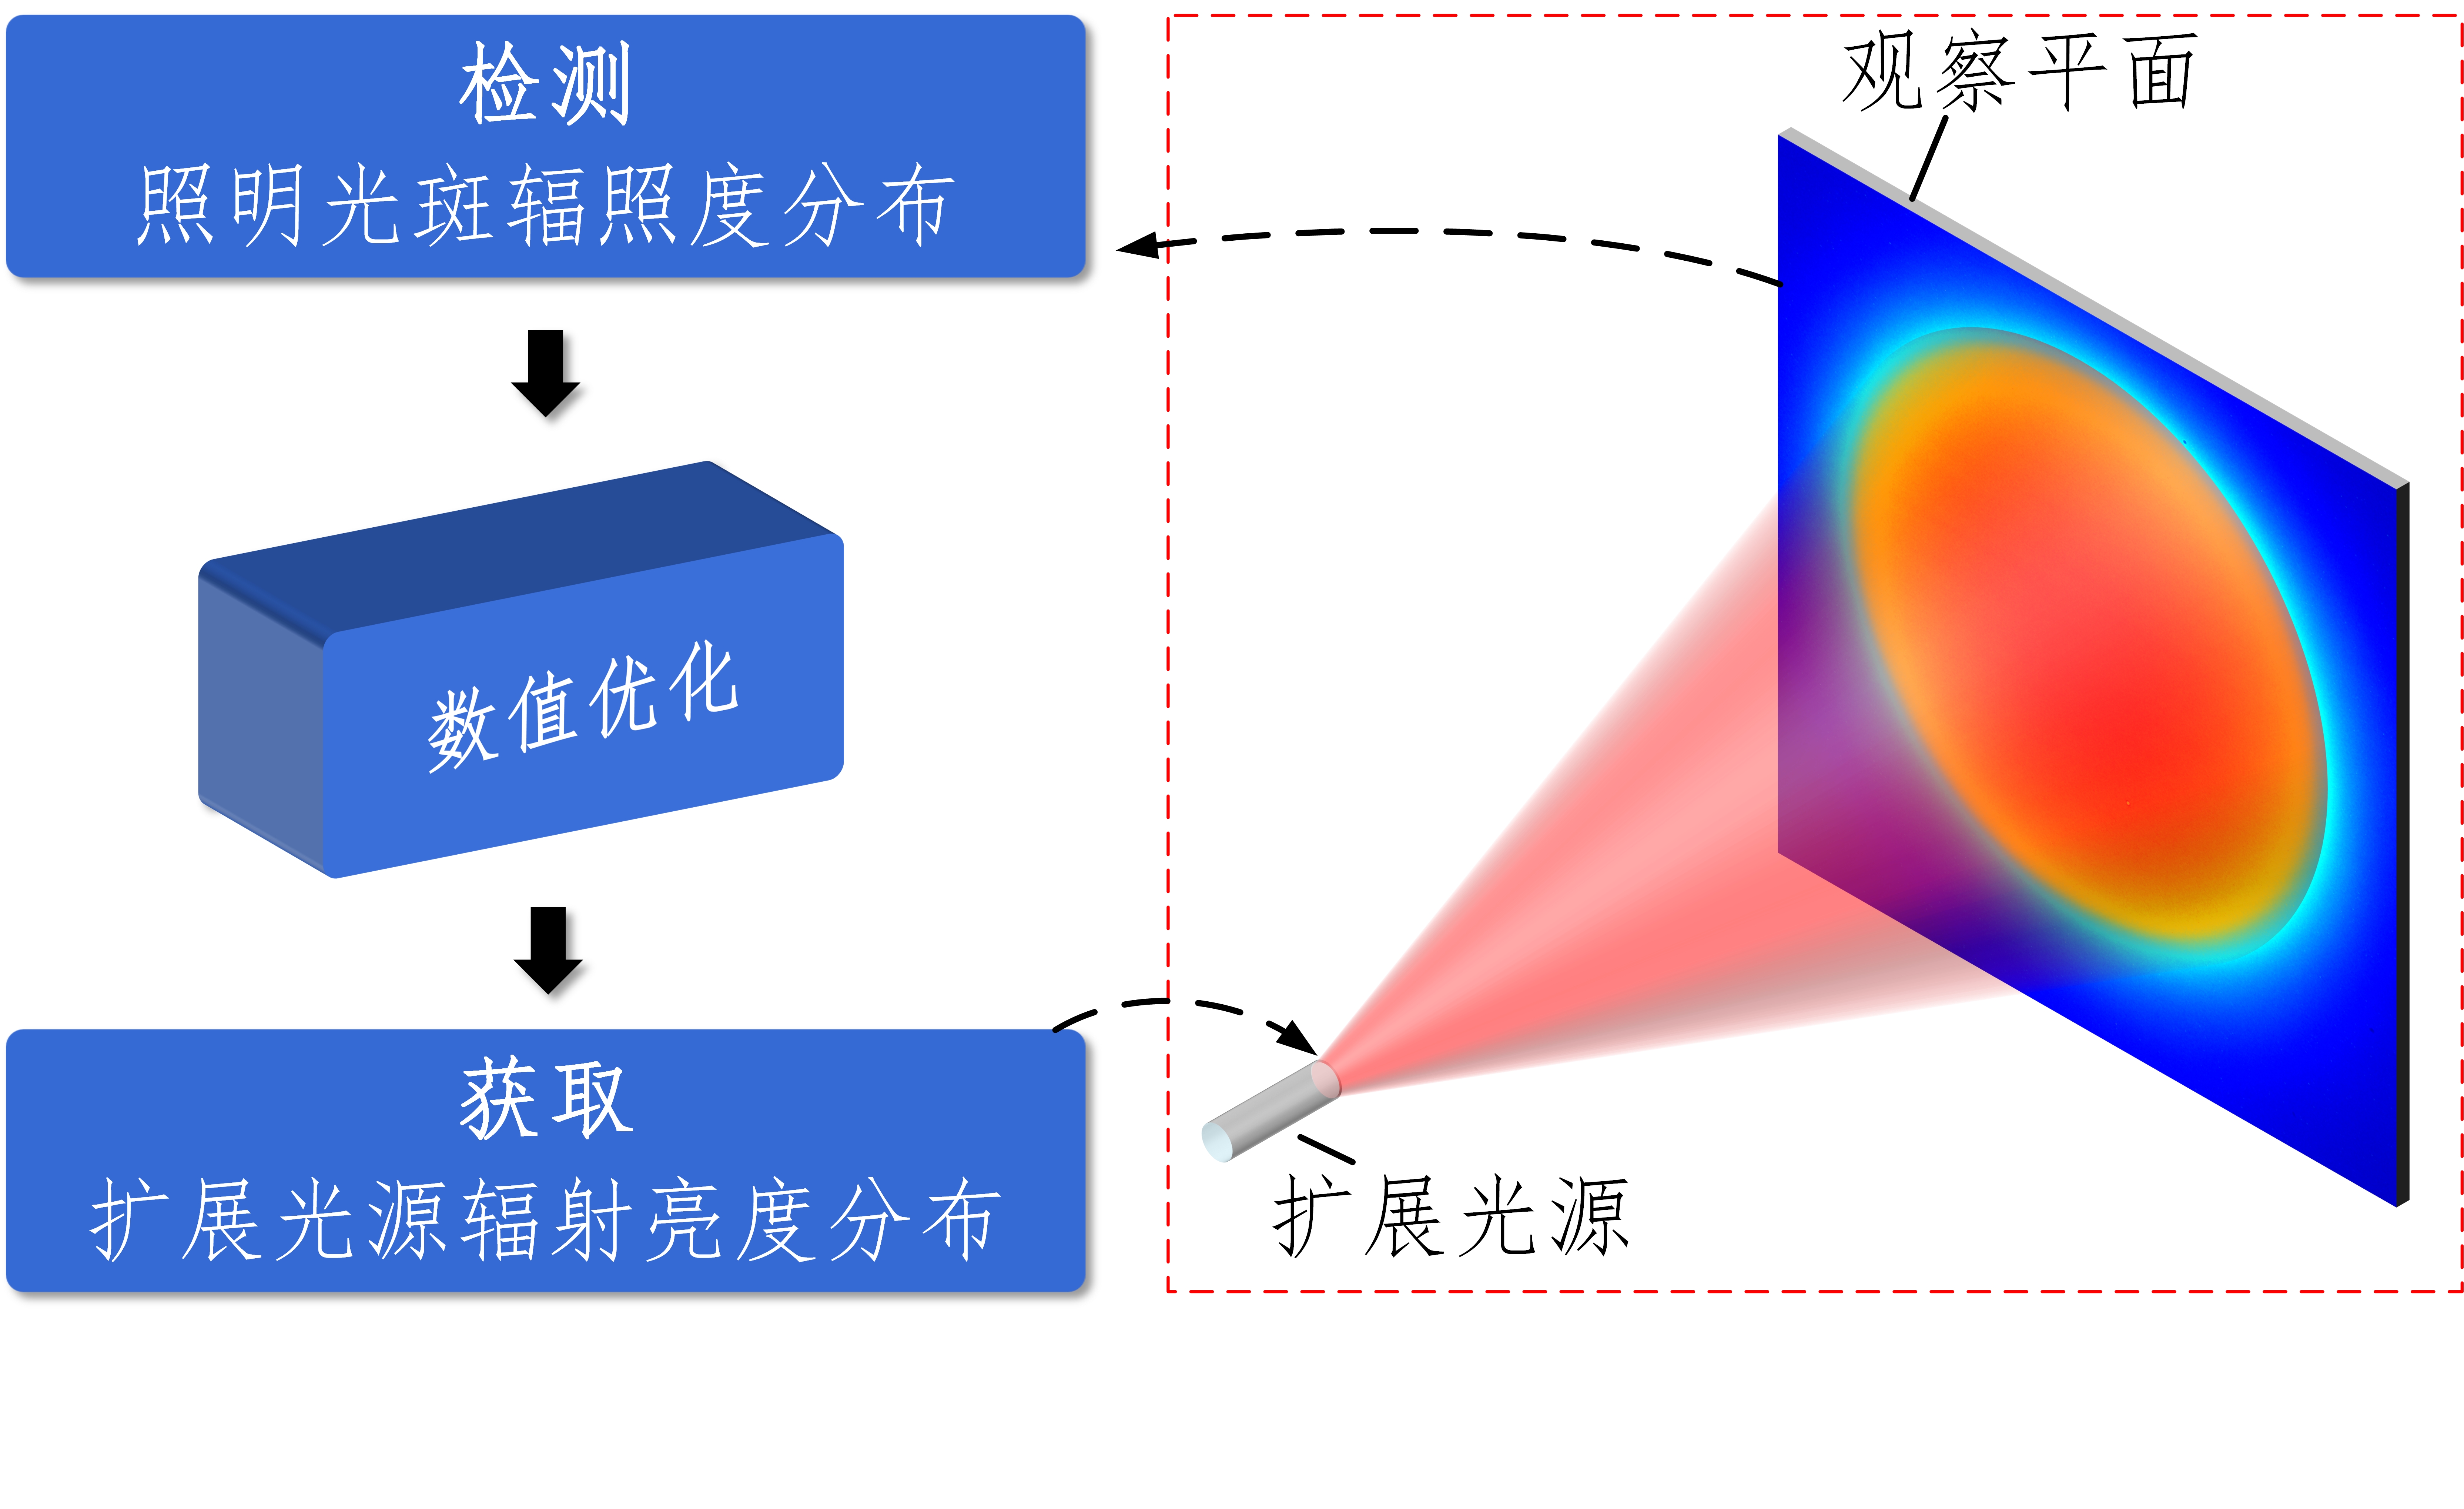 检测
照明光斑辐照度分布
数值优化
获取
扩展光源辐射亮度分布
观察平面
扩展光源